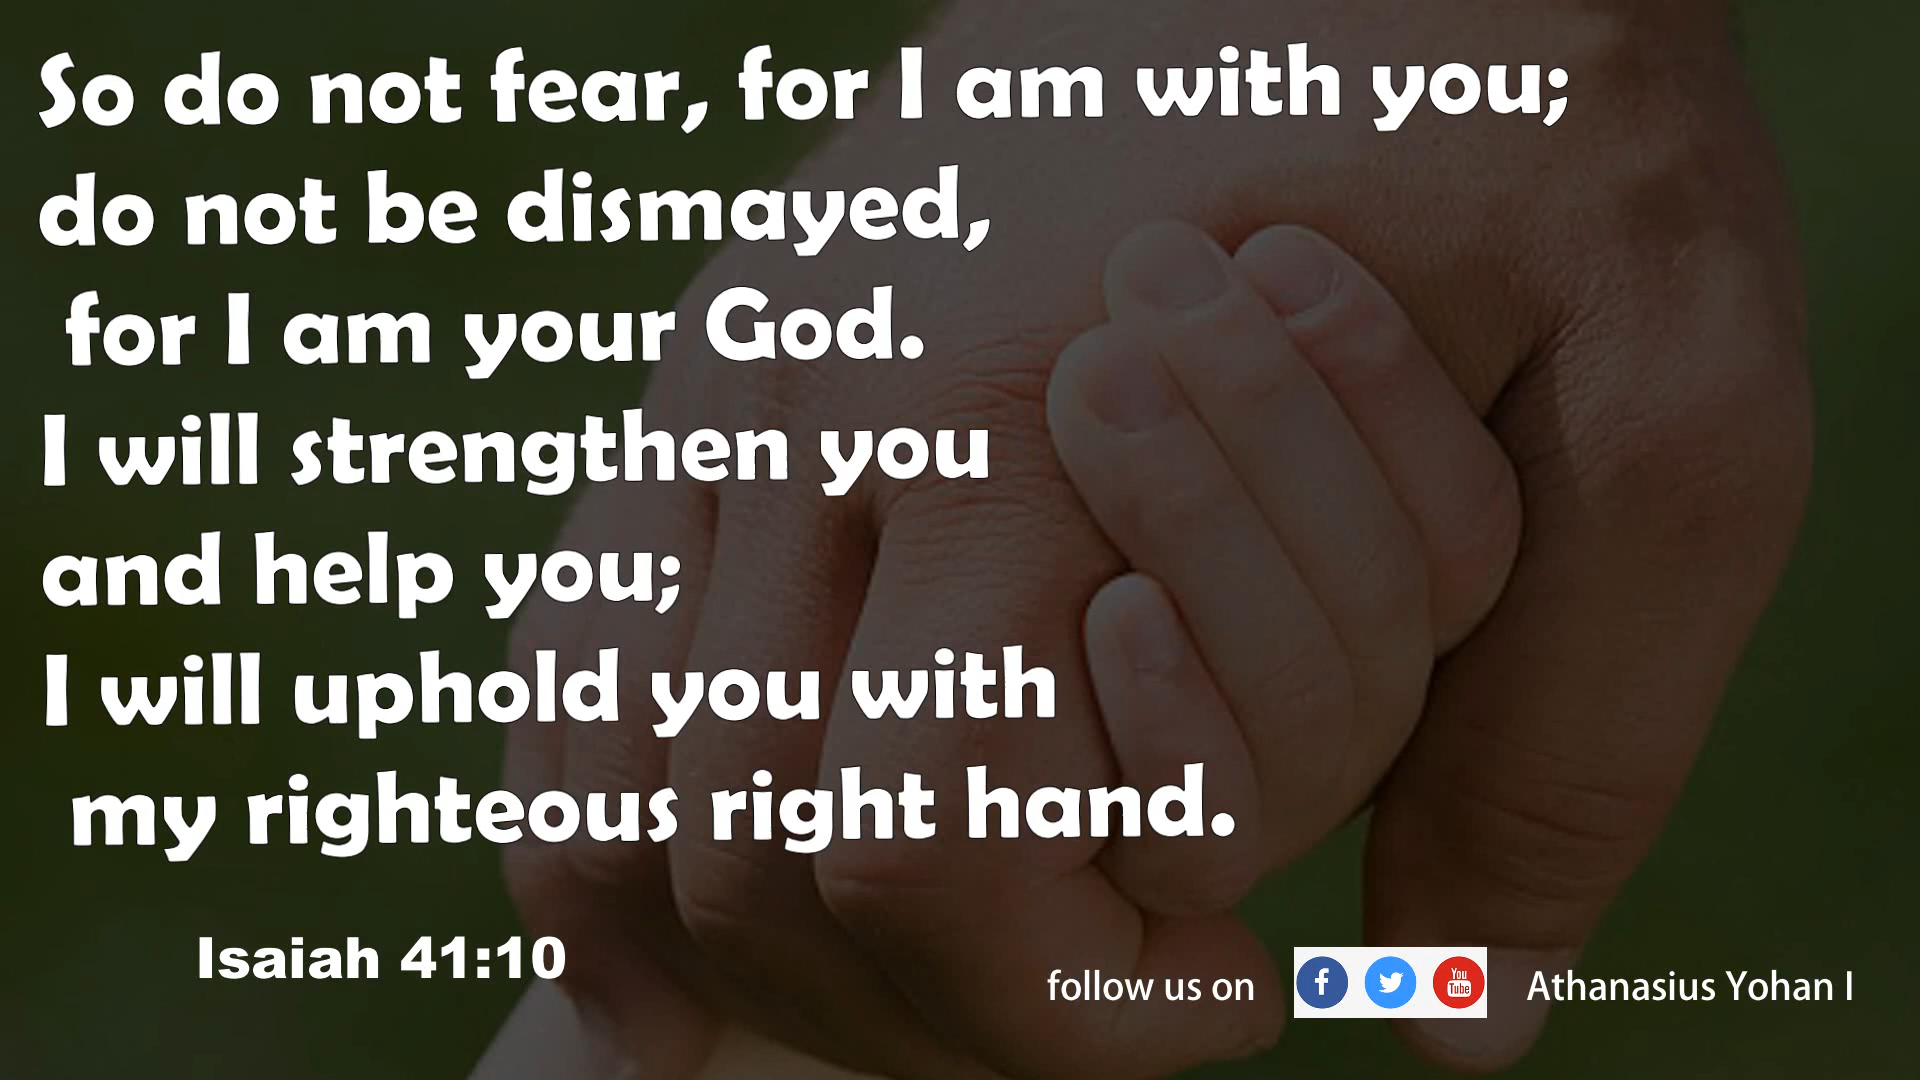 So do not fear, for I am with you;
do not be dismayed,
for I am your God.
I will strengthen you
and help you;
I will uphold you with
my righteous right hand.
Isaiah 41:10
follow us on
f
You
Tube
Athanasius Yohan I